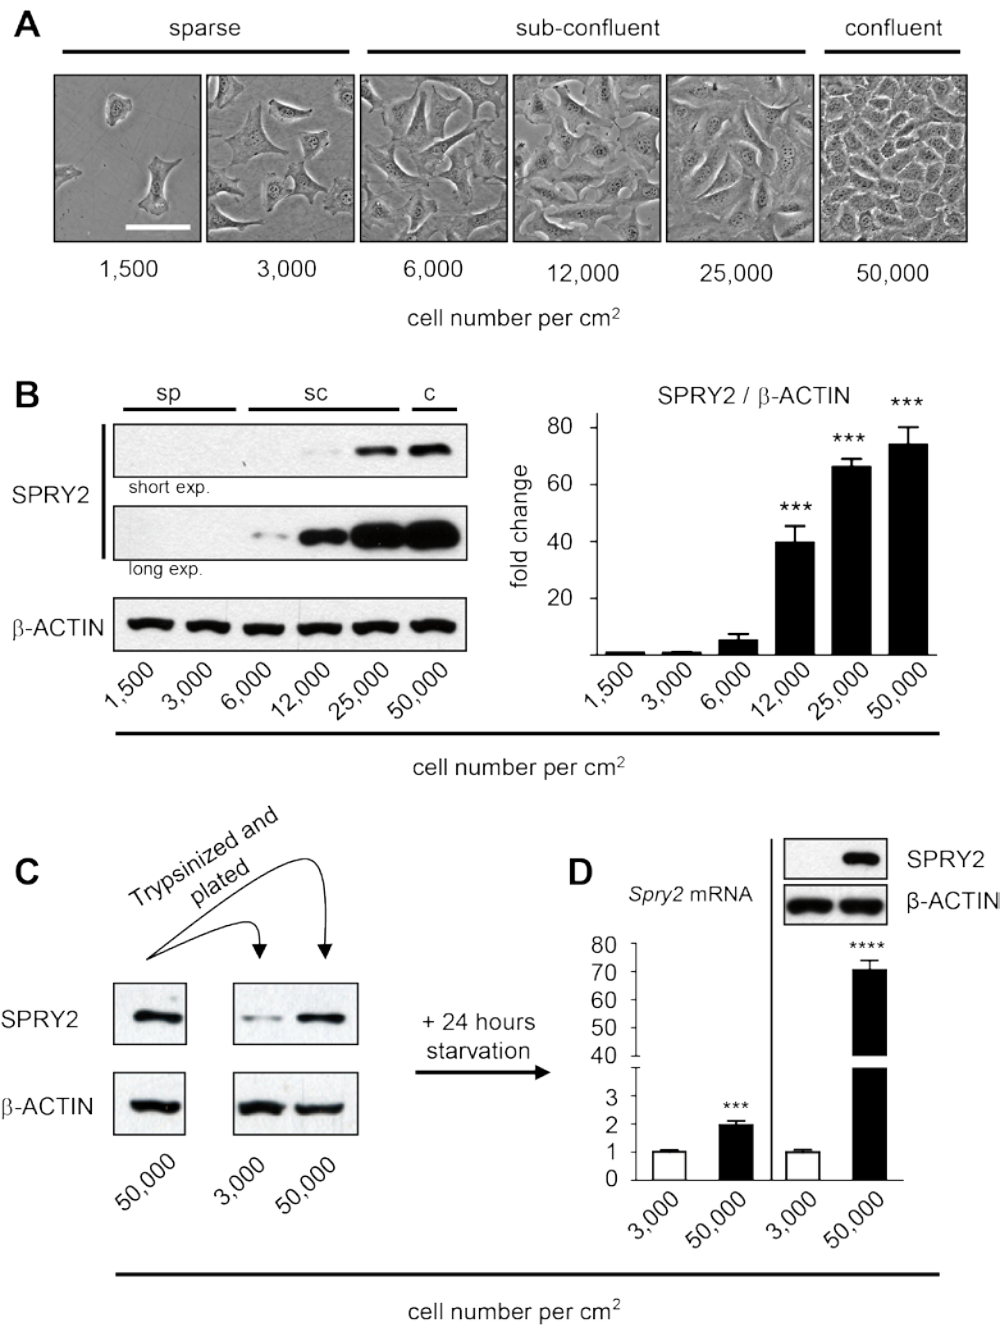 A
sparse sub-confluent confluent
1,500 3,000 6,000 12,000 25,000 50,000
cell number per cm²
B
sp sc c
SPRY2
short exp.
long exp.
β-ACTIN
1,500 3,000 6,000 12,000 25,000 50,000
SPRY2 / β-ACTIN
fold change
80
60
40
20
*** *** ***
1,500 3,000 6,000 12,000 25,000 50,000
cell number per cm²
C
Trypsinized and
plated
SPRY2
β-ACTIN
50,000 3,000 50,000
+ 24 hours
starvation
D
Spry2 mRNA
SPRY2
β-ACTIN
80
70
60
50
40
3
2
1
0
*** ****
3,000 50,000 3,000 50,000
cell number per cm²